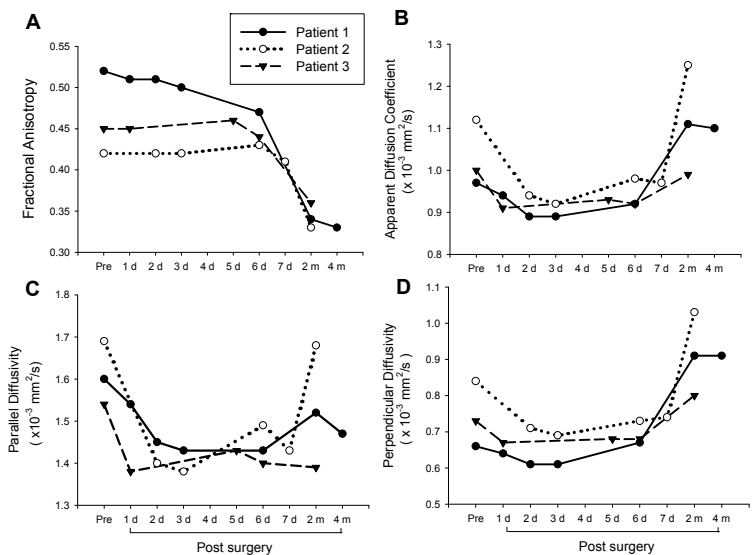 A
Patient 1
Patient 2
Patient 3
Fractional Anisotropy
0.55
0.50
0.45
0.40
0.35
0.30
Pre 1 d 2 d 3 d 4 d 5 d 6 d 7 d 2 m 4 m
B
Apparent Diffusion Coefficient
(x 10-3 mm2/s)
1.3
1.2
1.1
1.0
0.9
0.8
Pre 1 d 2 d 3 d 4 d 5 d 6 d 7 d 2 m 4 m
C
Parallel Diffusivity
( x10-3 mm2/s)
1.8
1.7
1.6
1.5
1.4
1.3
Pre 1 d 2 d 3 d 4 d 5 d 6 d 7 d 2 m 4 m
Post surgery
D
Perpendicular Diffusivity
( x 10-3 mm2/s )
1.1
1.0
0.9
0.8
0.7
0.6
0.5
Pre 1 d 2 d 3 d 4 d 5 d 6 d 7 d 2 m 4 m
Post surgery